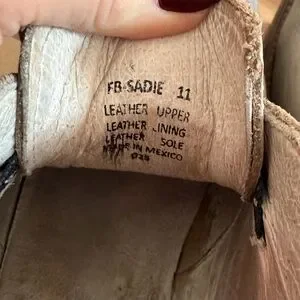 FB-SADIE 11
LEATHER UPPER
LEATHER LINING
LEATHER SOLE
MADE IN MEXICO